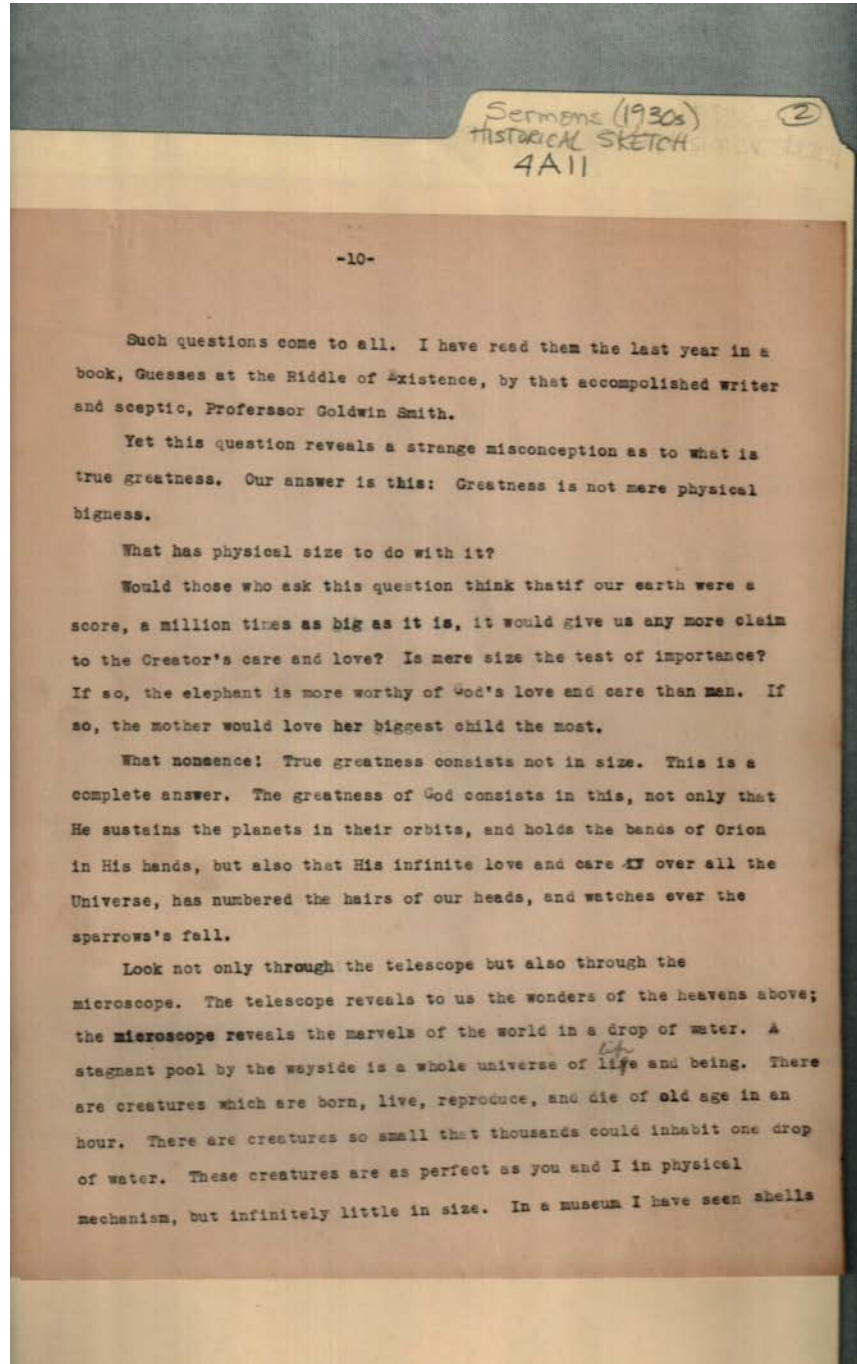 Sermons (1930s) 2
HISTORICAL SKETCH
4A11
-10-
Such questions come to all. I have read them the last year in a
book, Guesses at the Riddle of Existence, by that accompolished writer
and sceptic, Proferssor Goldwin Smith.
Yet this question reveals a strange misconception as to what is
true greatness. Our answer is this: Greatness is not mere physical
bigness.
What has physical size to do with it?
Would those who ask this question think thatif our earth were a
score, a million times as big as it is, it would give us any more claim
to the Creator's care and love? Is mere size the test of importance?
If so, the elephant is more worthy of God's love and care than man. If
so, the mother would love her biggest child the most.
What nonsence! True greatness consists not in size. This is a
complete answer. The greatness of God consists in this, not only that
He sustains the planets in their orbits, and holds the bands of Orion
in His hands, but also that His infinite love and care over all the
Universe, has numbered the hairs of our heads, and watches ever the
sparrows's fall.
Look not only through the telescope but also through the
microscope. The telescope reveals to us the wonders of the heavens above;
the microscope reveals the marvels of the world in a drop of water. A
life
stagnant pool by the wayside is a whole universe of life and being. There
are creatures which are born, live, reproduce, and die of old age in an
hour. There are creatures so small that thousands could inhabit one drop
of water. These creatures are as perfect as you and I in physical
mechanism, but infinitely little in size. In a museum I have seen shells